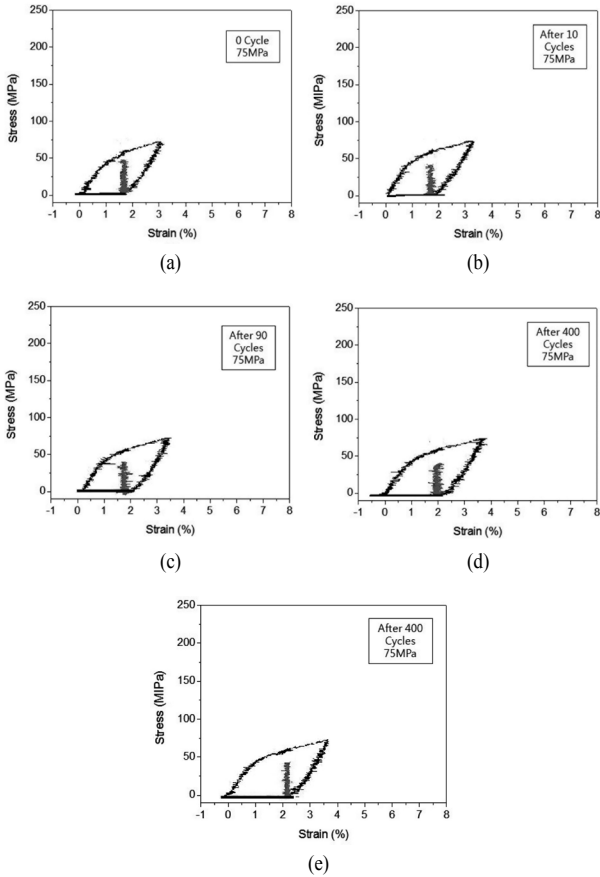 250
200
150
100
50
0
Stress (MPa)
0 Cycle
75MPa
-1 0 1 2 3 4 5 6 7 8
Strain (%)
(a)
250
200
150
100
50
0
Stress (MIPa)
After 10
Cycles
75MPa
-1 0 1 2 3 4 5 6 7 8
Strain (%)
(b)
250
200
150
100
50
0
Stress (MPa)
After 90
Cycles
75MPa
-1 0 1 2 3 4 5 6 7 8
Strain (%)
(c)
250
200
150
100
50
0
Stress (MPa)
After 400
Cycles
75MPa
-1 0 1 2 3 4 5 6 7 8
Strain (%)
(d)
250
200
150
100
50
0
Stress (MIPa)
After 400
Cycles
75MPa
-1 0 1 2 3 4 5 6 7 8
Strain (%)
(e)